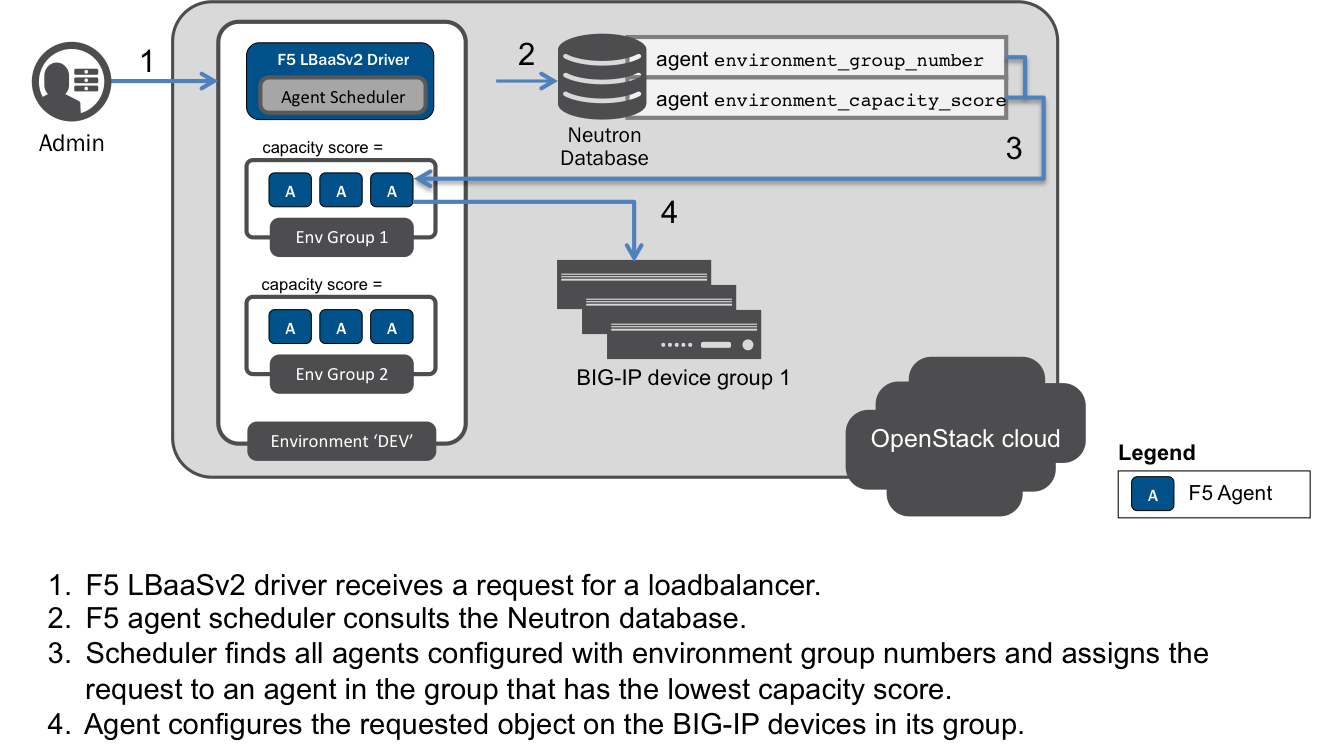 1
F5 LBaaSv2 Driver
Agent Scheduler
Admin
2
agent environment_group_number
agent environment_capacity_score
Neutron
Database
3
capacity score =
A A A
Env Group 1
4
capacity score =
A A A
Env Group 2
BIG-IP device group 1
Environment ‘DEV’
OpenStack cloud
Legend
A F5 Agent
1. F5 LBaaSv2 driver receives a request for a loadbalancer.
2. F5 agent scheduler consults the Neutron database.
3. Scheduler finds all agents configured with environment group numbers and assigns the
request to an agent in the group that has the lowest capacity score.
4. Agent configures the requested object on the BIG-IP devices in its group.